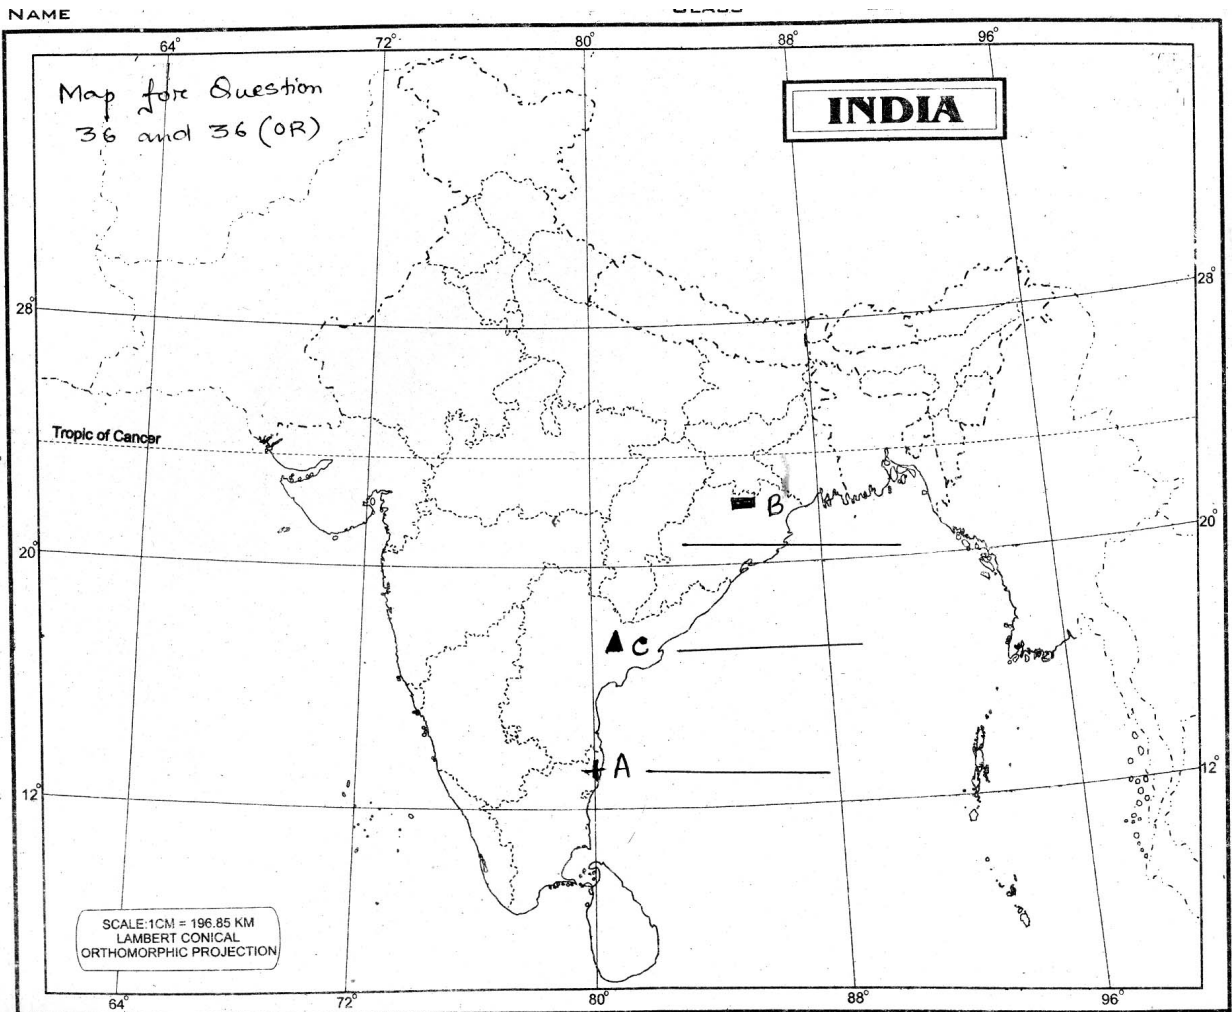 NAME
64° 72° 80° 88° 96°
Map for Question
36 and 36 (OR)
INDIA
28° 28°
Tropic of Cancer
B
20° 20°
C
A
12° 12°
SCALE:1CM = 196.85 KM
LAMBERT CONICAL
ORTHOMORPHIC PROJECTION
64° 72° 80° 88° 96°